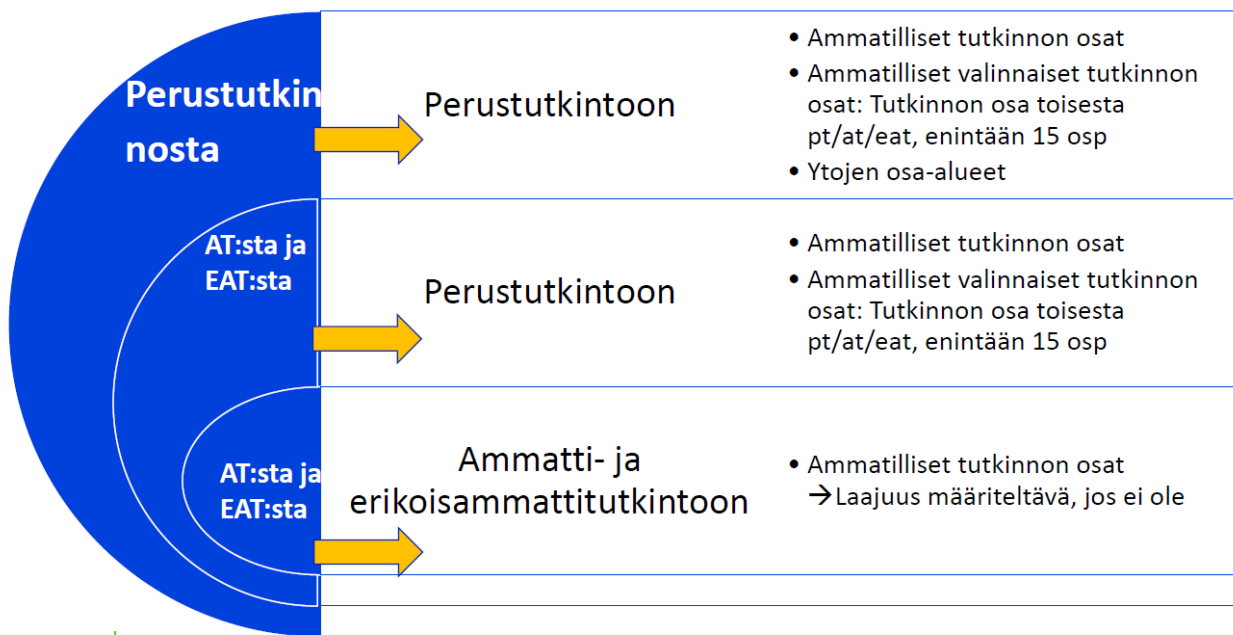 Perustutkin
nosta
Perustutkintoon
• Ammatilliset tutkinnon osat
• Ammatilliset valinnaiset tutkinnon
osat: Tutkinnon osa toisesta
pt/at/eat, enintään 15 osp
• Ytojen osa-alueet
AT:sta ja
EAT:sta
Perustutkintoon
• Ammatilliset tutkinnon osat
• Ammatilliset valinnaiset tutkinnon
osat: Tutkinnon osa toisesta
pt/at/eat, enintään 15 osp
AT:sta ja
EAT:sta
Ammatti- ja
erikoisammattitutkintoon
• Ammatilliset tutkinnon osat
→Laajuus määriteltävä, jos ei ole